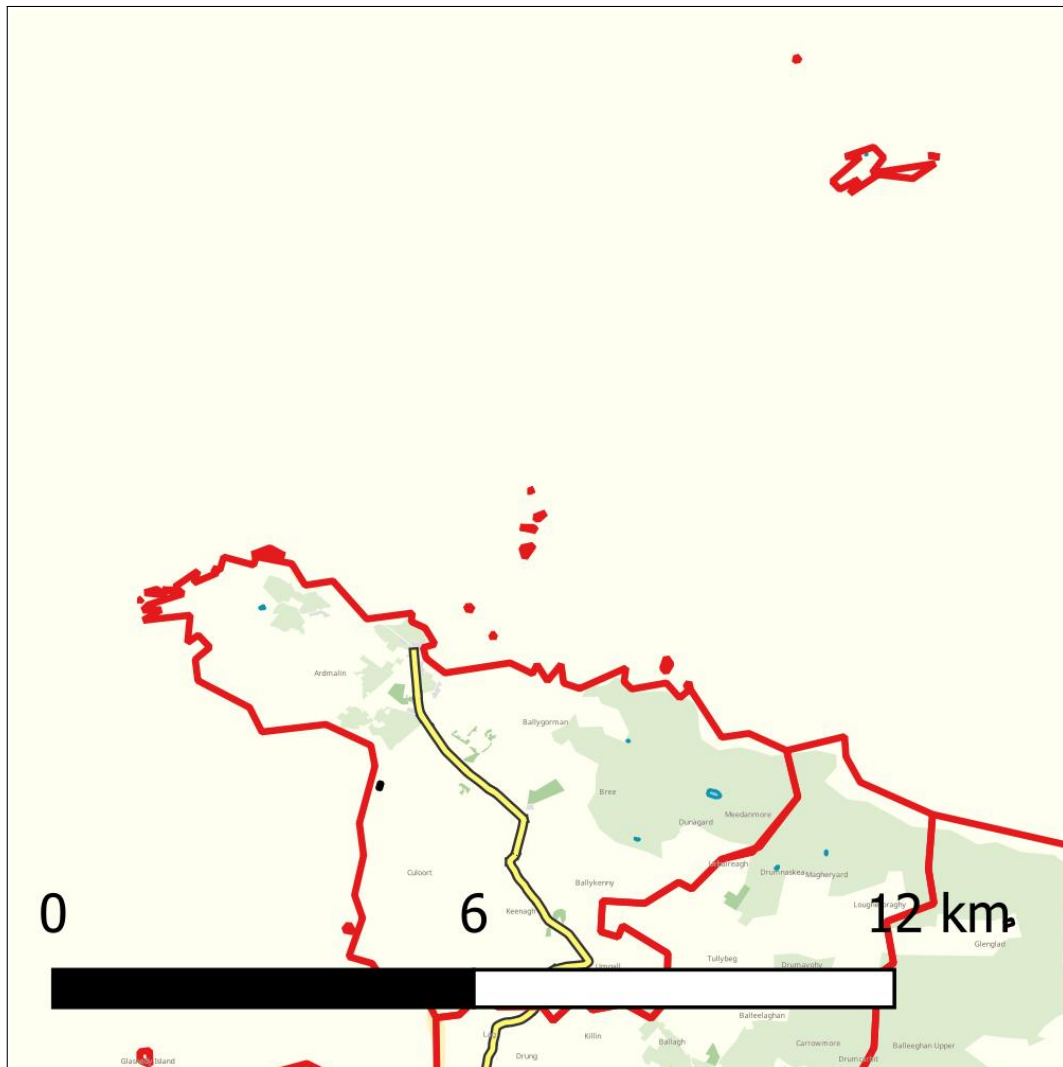 Ardmalin
Ballygorman
Bree
Meedanmore
Dunagard
Drumnaskea
Magheryard
Culoort
Ballykenny
Keenagh
0
6
12 km
Glenglad
Tullybeg
Drumavohy
Balleelaghan
Killin
Ballagh
Carrowmore
Balleeghan Upper
Drung